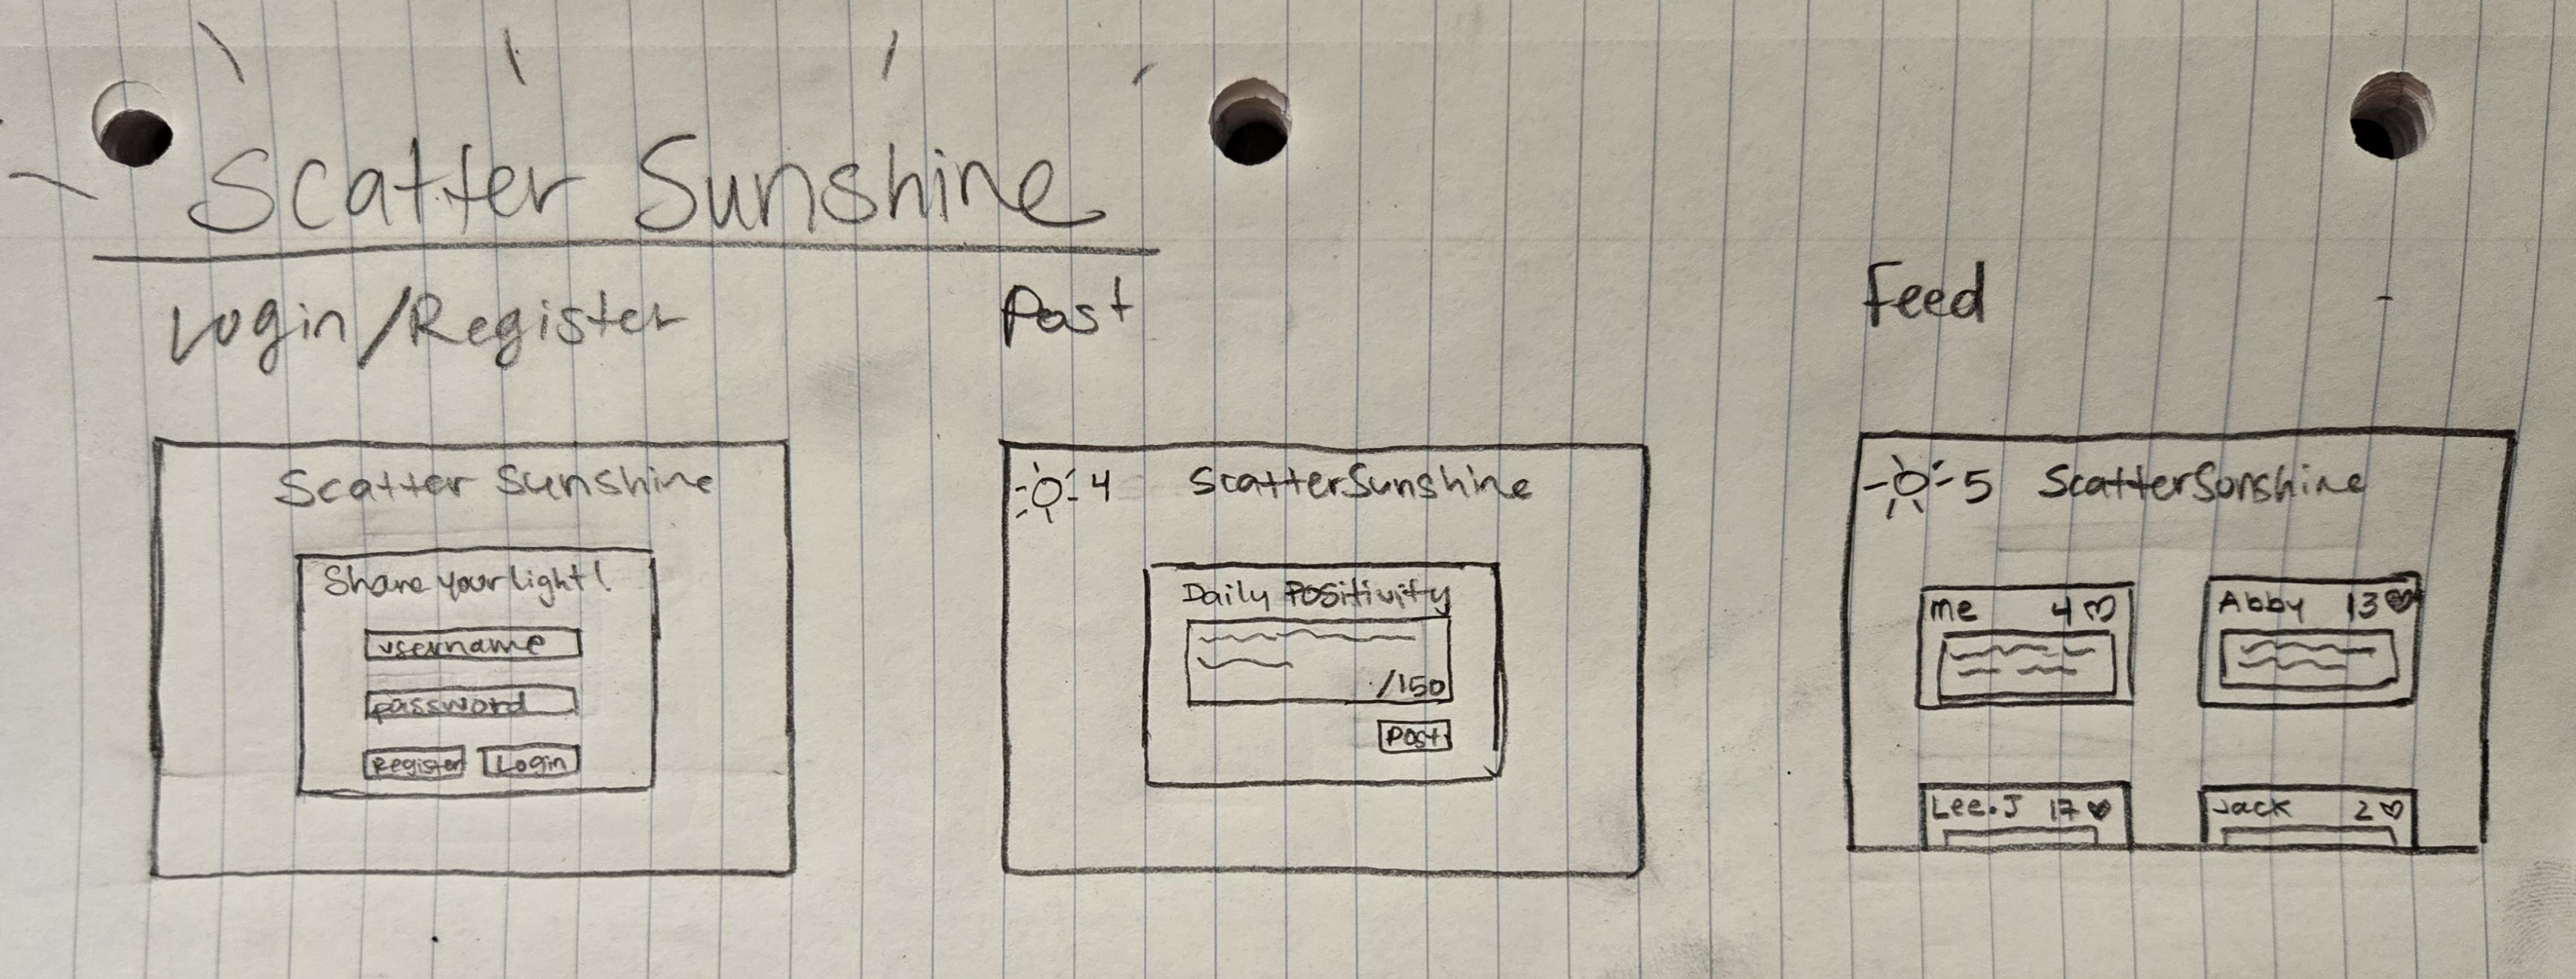 Scatter Sunshine
Login/Register
Post
Feed
Scatter Sunshine
Share your light!
username
password
Register
Login
4
ScatterSunshine
Daily Positivity
/150
Post
5
ScatterSunshine
me 4
Abby 13
Lee.J 17
Jack 2